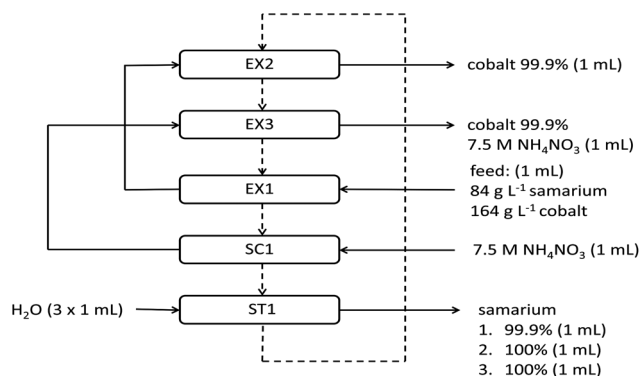 EX2
cobalt 99.9% (1 mL)
EX3
cobalt 99.9%
7.5 M NH₄NO₃ (1 mL)
feed: (1 mL)
EX1
84 g L⁻¹ samarium
164 g L⁻¹ cobalt
SC1
7.5 M NH₄NO₃ (1 mL)
H₂O (3 x 1 mL)
ST1
samarium
1. 99.9% (1 mL)
2. 100% (1 mL)
3. 100% (1 mL)